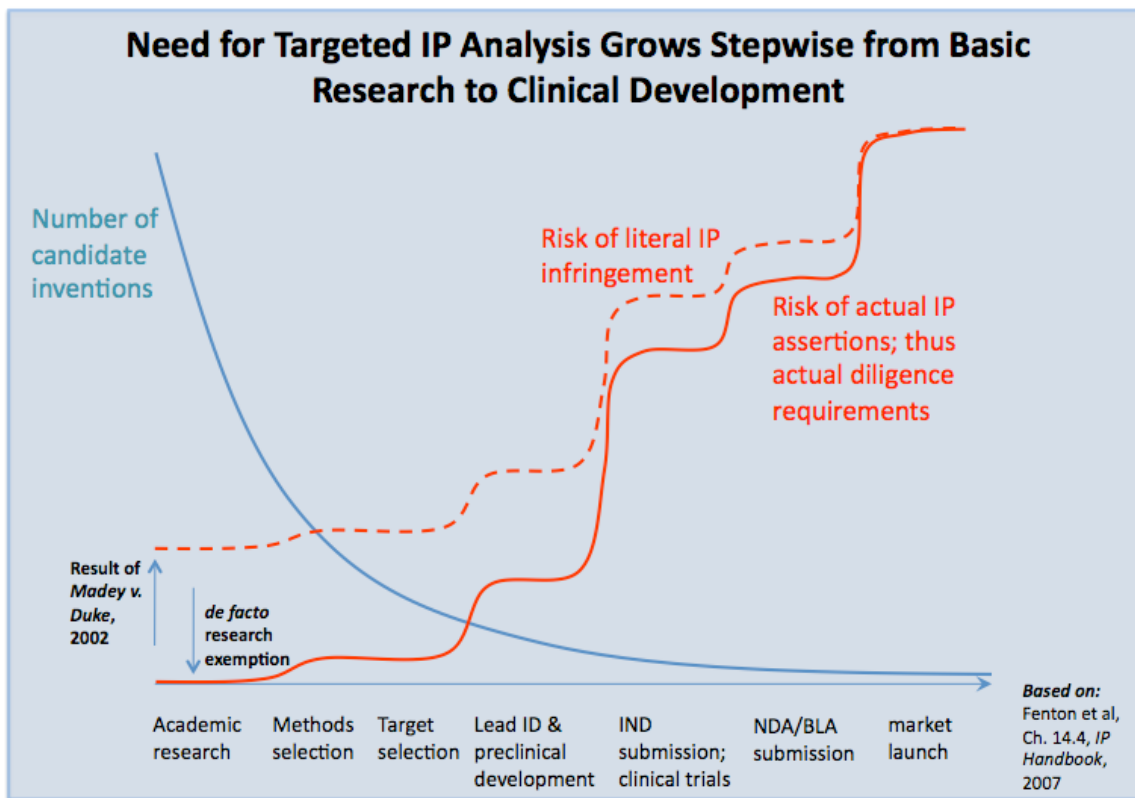 Need for Targeted IP Analysis Grows Stepwise from Basic
Research to Clinical Development
Number of
candidate
inventions
Risk of literal IP
infringement
Risk of actual IP
assertions; thus
actual diligence
requirements
Result of
Madey v.
Duke,
2002
de facto
research
exemption
Academic
research
Methods
selection
Target
selection
Lead ID &
preclinical
development
IND
submission;
clinical trials
NDA/BLA
submission
market
launch
Based on:
Fenton et al,
Ch. 14.4, IP
Handbook,
2007